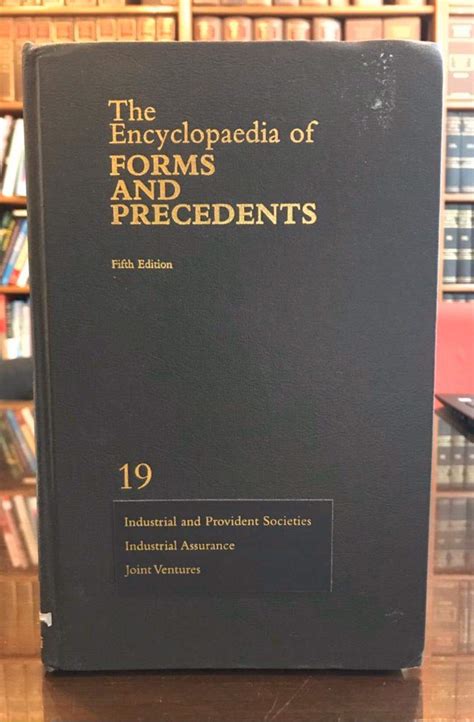 The
Encyclopaedia of
FORMS
AND
PRECEDENTS
Fifth Edition
19
Industrial and Provident Societies
Industrial Assurance
Joint Ventures